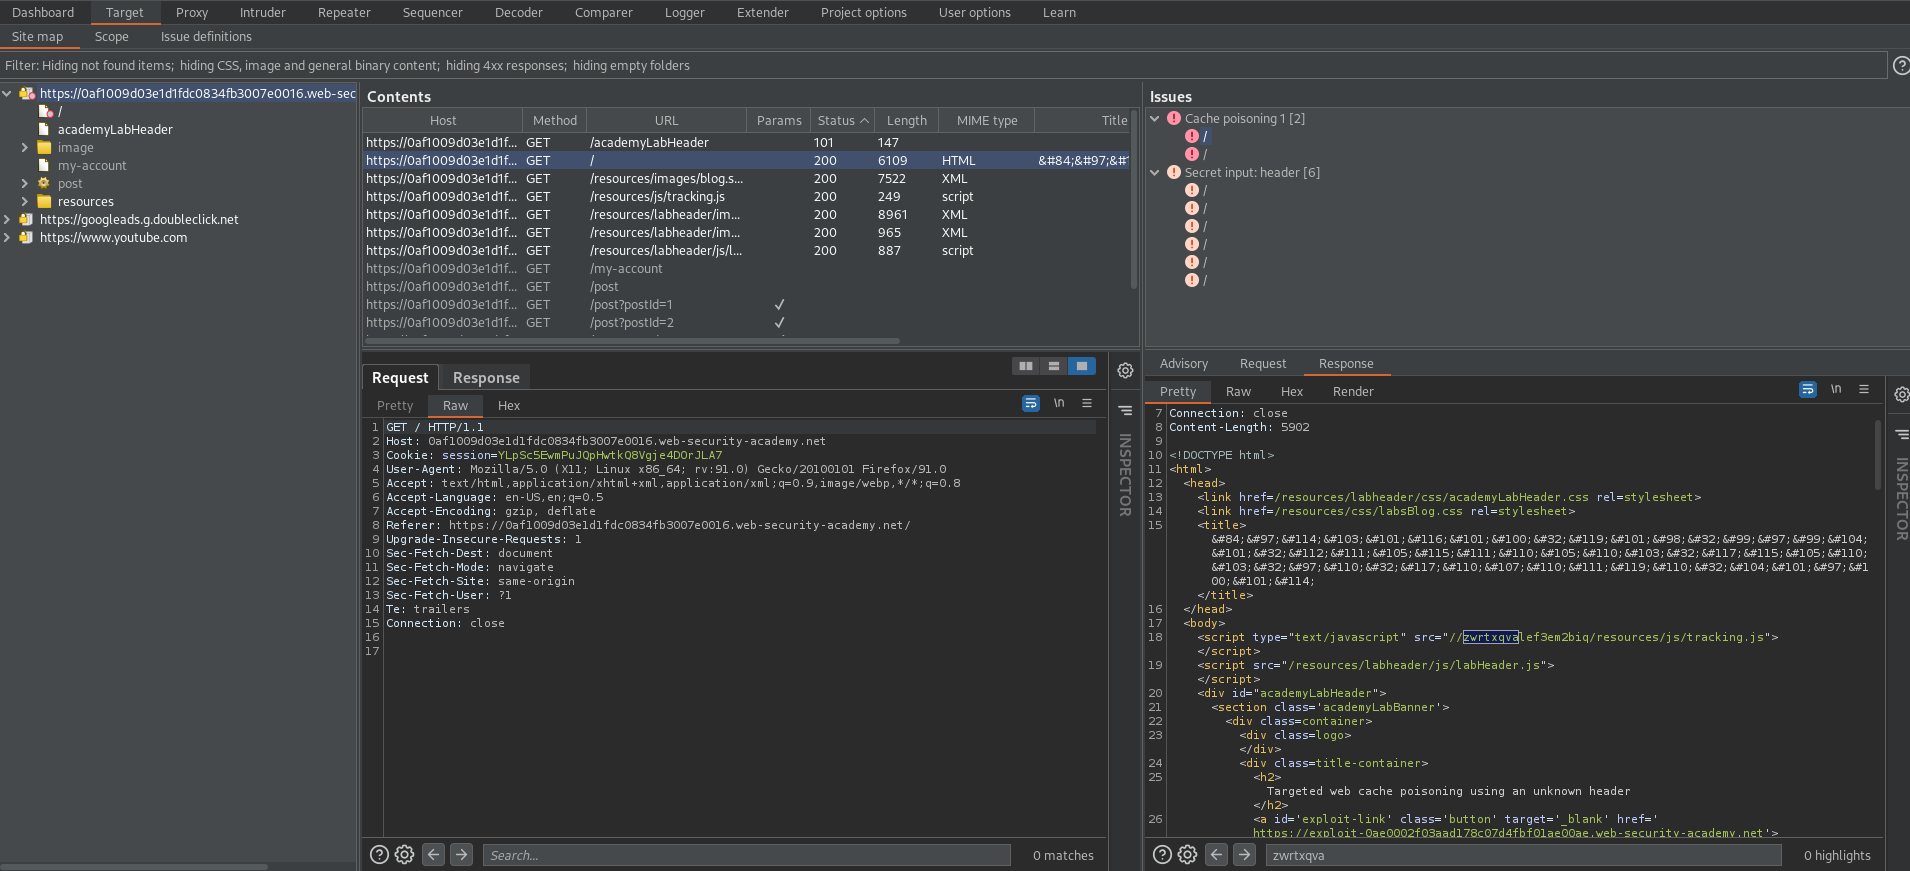 Dashboard Target Proxy Intruder Repeater Sequencer Decoder Comparer Logger Extender Project options User options Learn
Site map Scope Issue definitions
Filter: Hiding not found items; hiding CSS, image and general binary content; hiding 4xx responses; hiding empty folders
https://0af1009d03e1d1fdc0834fb3007e0016.web-sec
/
academyLabHeader
image
my-account
post
resources
https://googleads.g.doubleclick.net
https://www.youtube.com
Contents
Host Method URL Params Status Length MIME type Title
https://0af1009d03e1d1f... GET /academyLabHeader 101 147
https://0af1009d03e1d1f... GET / 200 6109 HTML &#84;&#97;&#1
https://0af1009d03e1d1f... GET /resources/images/blog.s... 200 7522 XML
https://0af1009d03e1d1f... GET /resources/js/tracking.js 200 249 script
https://0af1009d03e1d1f... GET /resources/labheader/im... 200 8961 XML
https://0af1009d03e1d1f... GET /resources/labheader/im... 200 965 XML
https://0af1009d03e1d1f... GET /resources/labheader/js/l... 200 887 script
https://0af1009d03e1d1f... GET /my-account
https://0af1009d03e1d1f... GET /post
https://0af1009d03e1d1f... GET /post?postId=1 ✓
https://0af1009d03e1d1f... GET /post?postId=2 ✓
Issues
Cache poisoning 1 [2]
/
/
Secret input: header [6]
/
/
/
/
/
/
Request Response
Pretty Raw Hex
\n
1 GET / HTTP/1.1
2 Host: 0af1009d03e1d1fdc0834fb3007e0016.web-security-academy.net
3 Cookie: session=YLpSc5EwmPuJQpHwtkQ8Vgje4DOrJLA7
4 User-Agent: Mozilla/5.0 (X11; Linux x86_64; rv:91.0) Gecko/20100101 Firefox/91.0
5 Accept: text/html,application/xhtml+xml,application/xml;q=0.9,image/webp,*/*;q=0.8
6 Accept-Language: en-US,en;q=0.5
7 Accept-Encoding: gzip, deflate
8 Referer: https://0af1009d03e1d1fdc0834fb3007e0016.web-security-academy.net/
9 Upgrade-Insecure-Requests: 1
10 Sec-Fetch-Dest: document
11 Sec-Fetch-Mode: navigate
12 Sec-Fetch-Site: same-origin
13 Sec-Fetch-User: ?1
14 Te: trailers
15 Connection: close
16
17
Search... 0 matches
INSPECTOR
Advisory Request Response
Pretty Raw Hex Render
\n
7 Connection: close
8 Content-Length: 5902
9
10 <!DOCTYPE html>
11 <html>
12 <head>
13 <link href=/resources/labheader/css/academyLabHeader.css rel=stylesheet>
14 <link href=/resources/css/labsBlog.css rel=stylesheet>
15 <title>
&#84;&#97;&#114;&#103;&#101;&#116;&#101;&#100;&#32;&#119;&#101;&#98;&#32;&#99;&#97;&#99;&#104;
&#101;&#32;&#112;&#111;&#105;&#115;&#111;&#110;&#105;&#110;&#103;&#32;&#117;&#115;&#105;&#110;
&#103;&#32;&#97;&#110;&#32;&#117;&#110;&#107;&#110;&#111;&#119;&#110;&#32;&#104;&#101;&#97;&#1
00;&#101;&#114;
</title>
16 </head>
17 <body>
18 <script type="text/javascript" src="//zwrtxqvalef3em2biq/resources/js/tracking.js">
</script>
19 <script src="/resources/labheader/js/labHeader.js">
</script>
20 <div id="academyLabHeader">
21 <section class='academyLabBanner'>
22 <div class=container>
23 <div class=logo>
</div>
24 <div class=title-container>
25 <h2>
Targeted web cache poisoning using an unknown header
</h2>
26 <a id='exploit-link' class='button' target='_blank' href='
https://exploit-0ae0002f03aad178c07d4fbf01ae00ae.web-security-academy.net'>
zwrtxqva 0 highlights
INSPECTOR